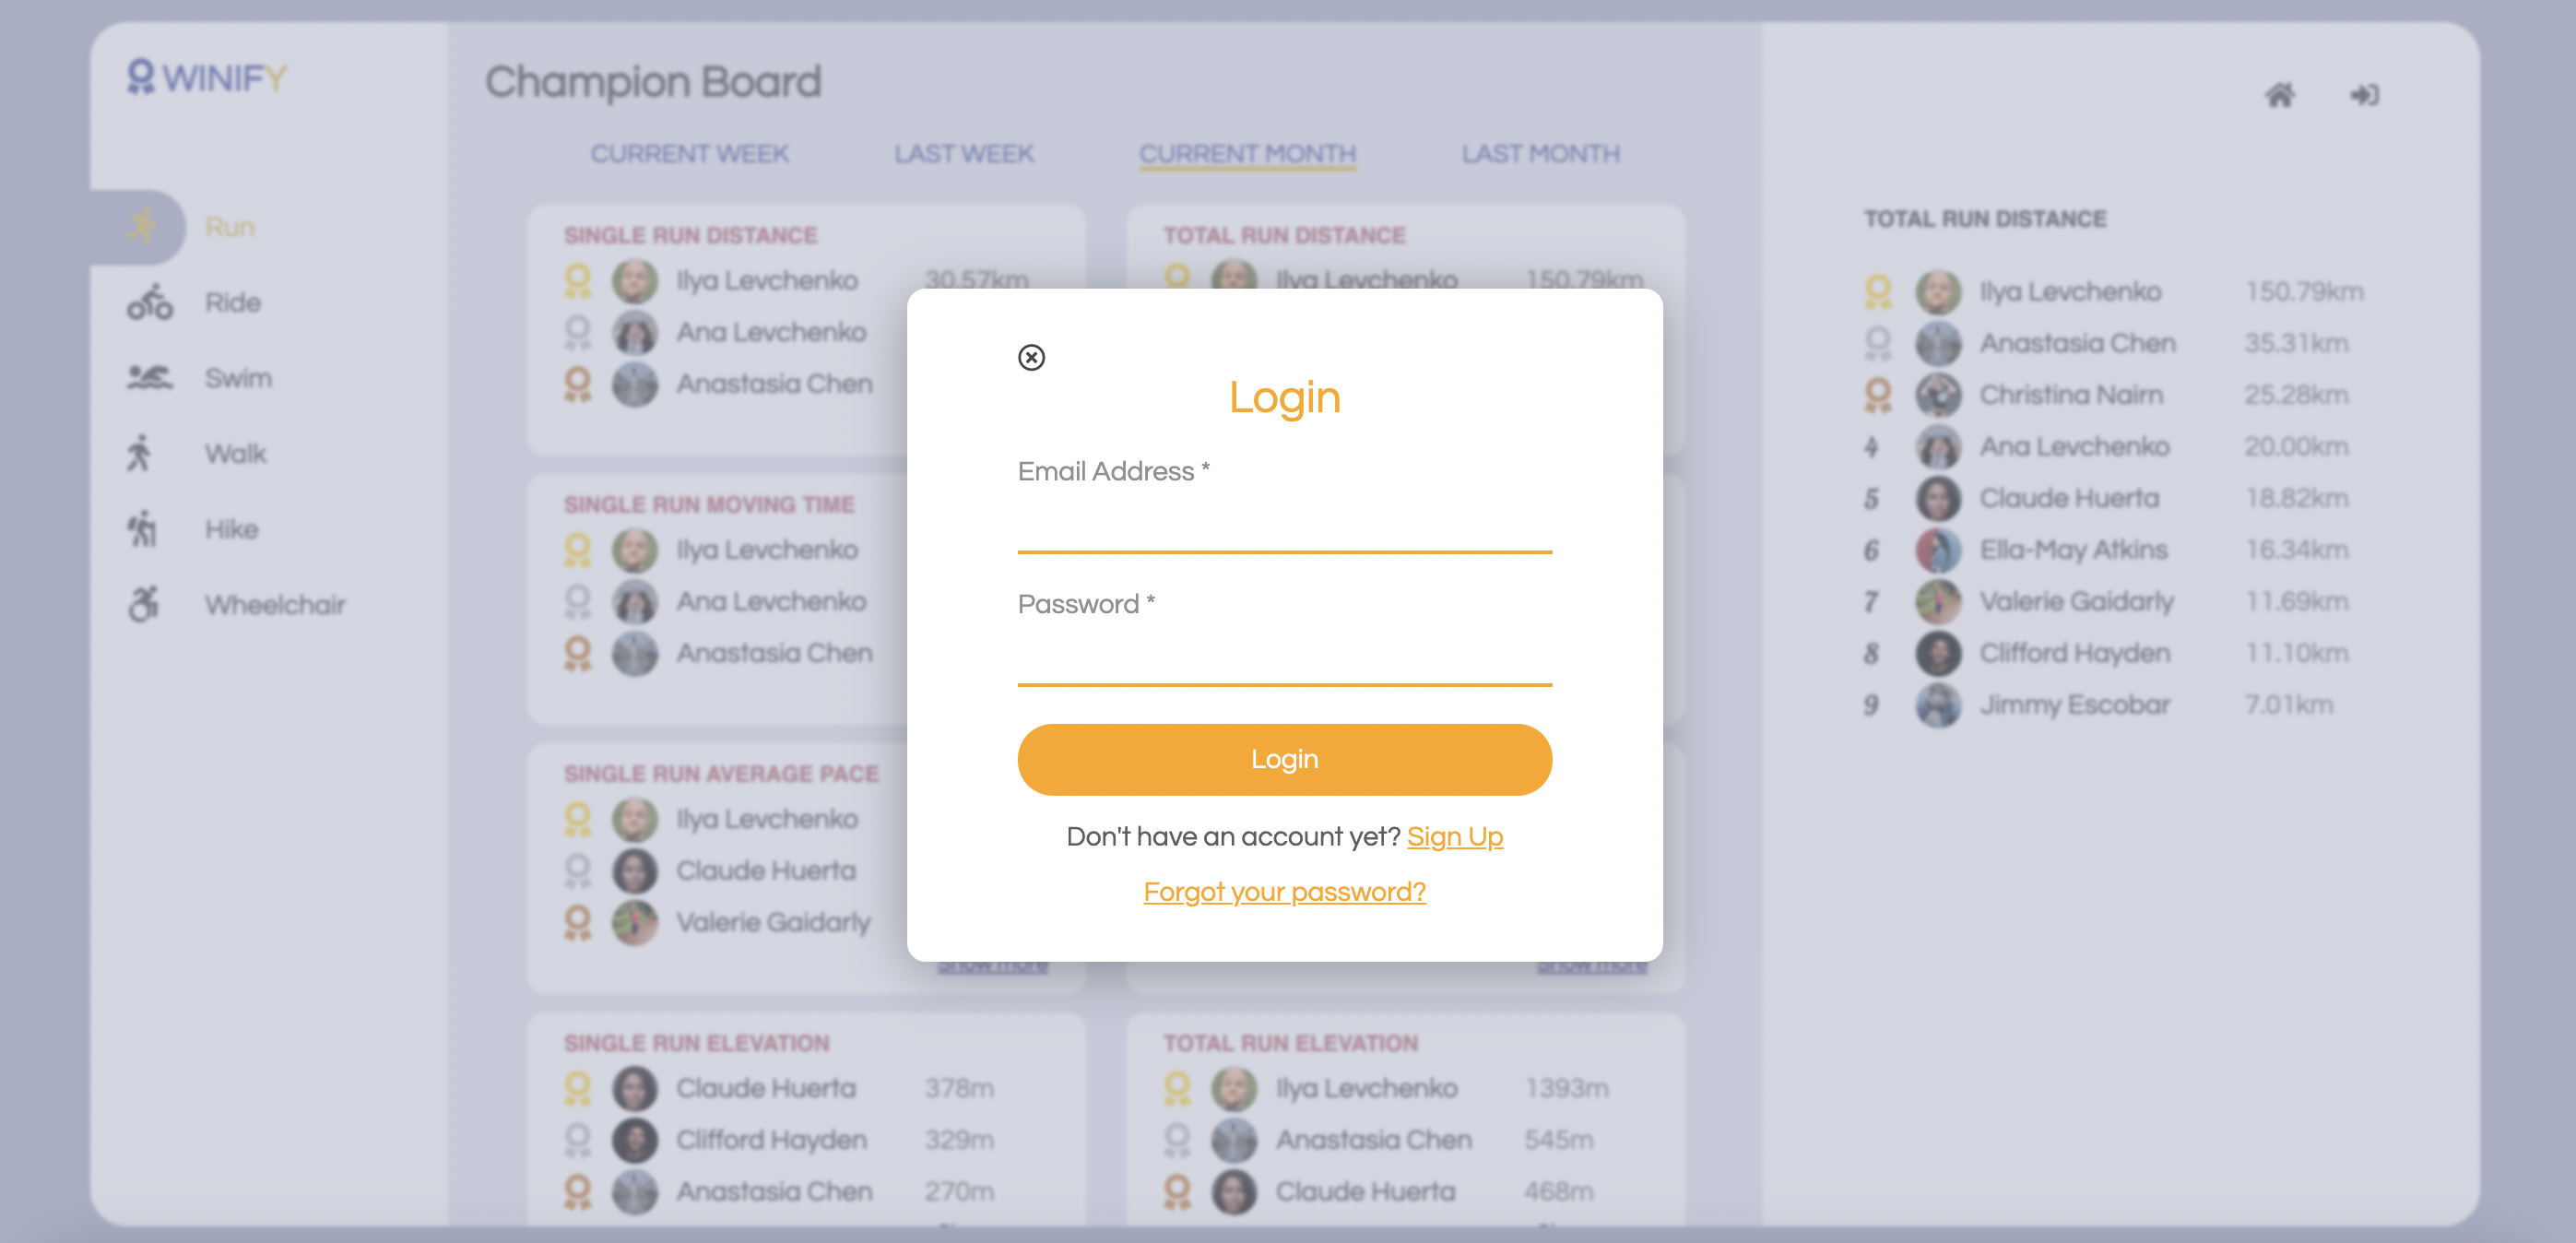 WINIFY
Run
Ride
Swim
Walk
Hike
Wheelchair
Champion Board
CURRENT WEEK LAST WEEK CURRENT MONTH LAST MONTH
SINGLE RUN DISTANCE
Ilya Levchenko 30.57km
Ana Levchenko
Anastasia Chen
TOTAL RUN DISTANCE
Ilya Levchenko 150.79km
SINGLE RUN MOVING TIME
Ilya Levchenko
Ana Levchenko
Anastasia Chen
SINGLE RUN AVERAGE PACE
Ilya Levchenko
Claude Huerta
Valerie Gaidarly
Show more
Show more
SINGLE RUN ELEVATION
Claude Huerta 378m
Clifford Hayden 329m
Anastasia Chen 270m
TOTAL RUN ELEVATION
Ilya Levchenko 1393m
Anastasia Chen 545m
Claude Huerta 468m
Login
Email Address *
Password *
Login
Don't have an account yet? Sign Up
Forgot your password?
TOTAL RUN DISTANCE
Ilya Levchenko 150.79km
Anastasia Chen 35.31km
Christina Nairn 25.28km
4 Ana Levchenko 20.00km
5 Claude Huerta 18.82km
6 Ella-May Atkins 16.34km
7 Valerie Gaidarly 11.69km
8 Clifford Hayden 11.10km
9 Jimmy Escobar 7.01km